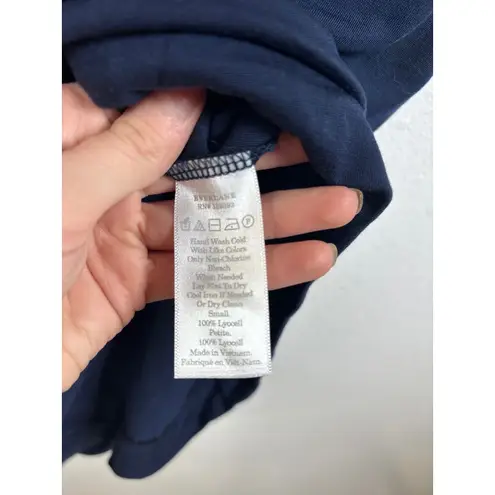 EVERLANE
RN#
Hand Wash Cold
With Like Colors
Only Non-Chlorine
Bleach
When Needed
Lay Flat To Dry
Cool Iron If Needed
Or Dry Clean
Small
100% Lyocell
Petite
100% Lyocell
Made in Vietnam
Fabriqué en Viet-Nam